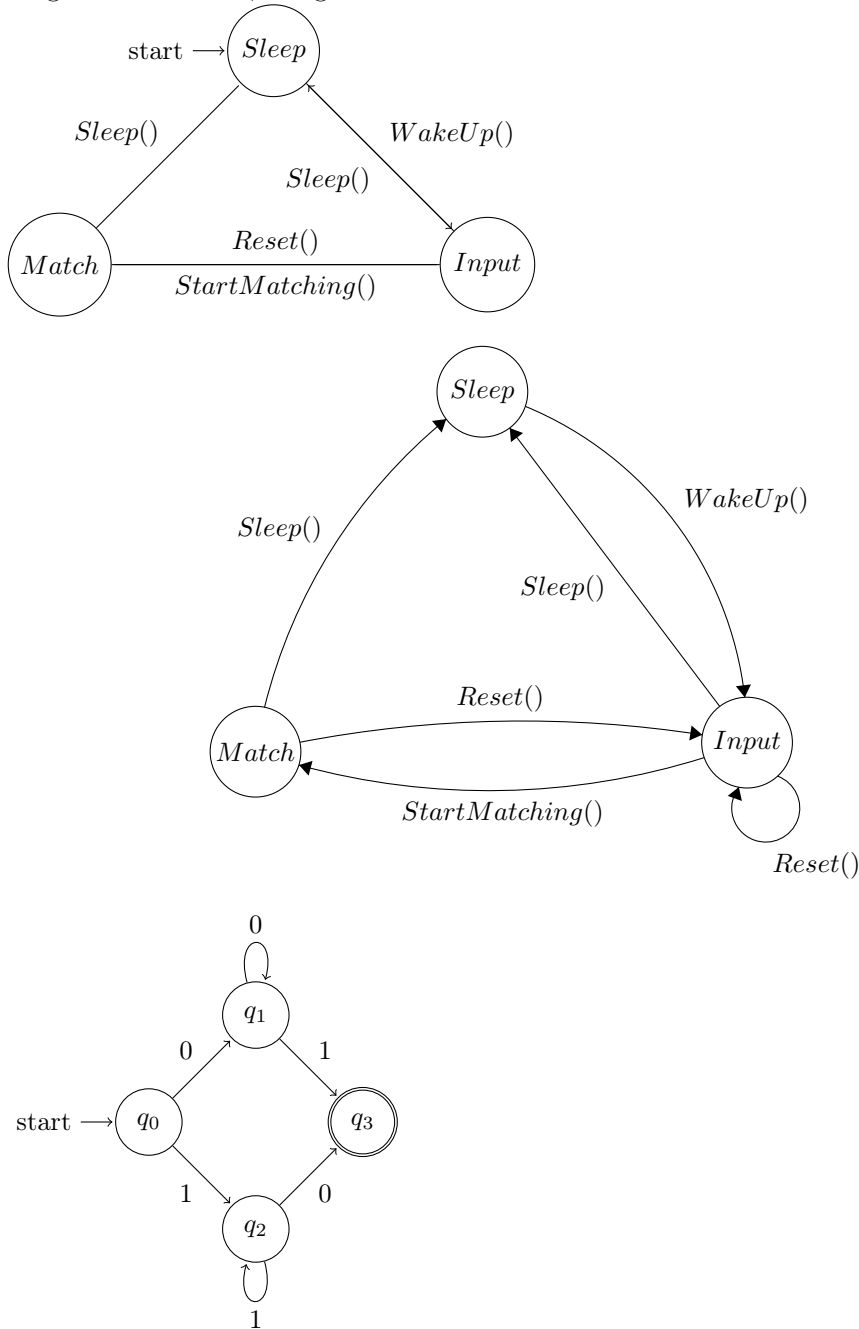 start
Sleep
Sleep()
WakeUp()
Sleep()
Match
Reset()
StartMatching()
Input
Sleep
WakeUp()
Sleep()
Sleep()
Reset()
Match
Input
StartMatching()
Reset()
0
q1
0
1
start
q0
q3
1
0
q2
1